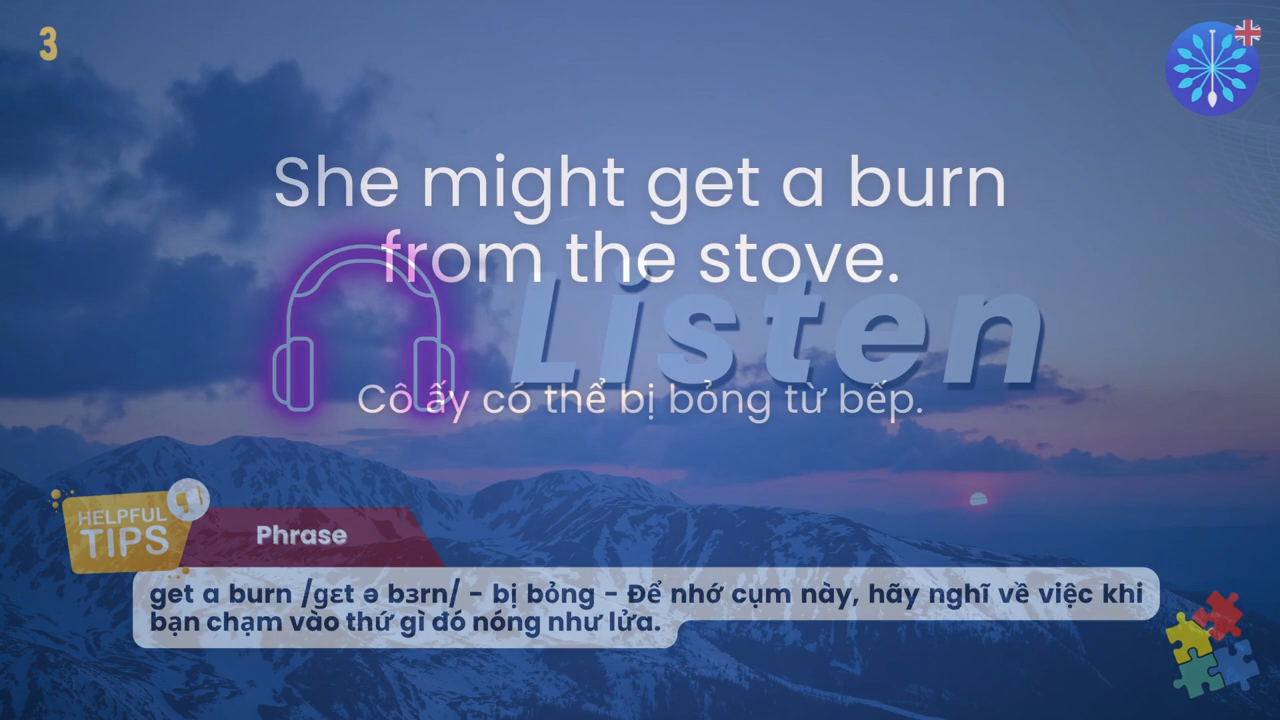 3
She might get a burn
from the stove.
Listen
Cô ấy có thể bị bỏng từ bếp.
HELPFUL
TIPS
Phrase
get a burn /gɛt ə bɜrn/ - bị bỏng - Để nhớ cụm này, hãy nghĩ về việc khi
bạn chạm vào thứ gì đó nóng như lửa.